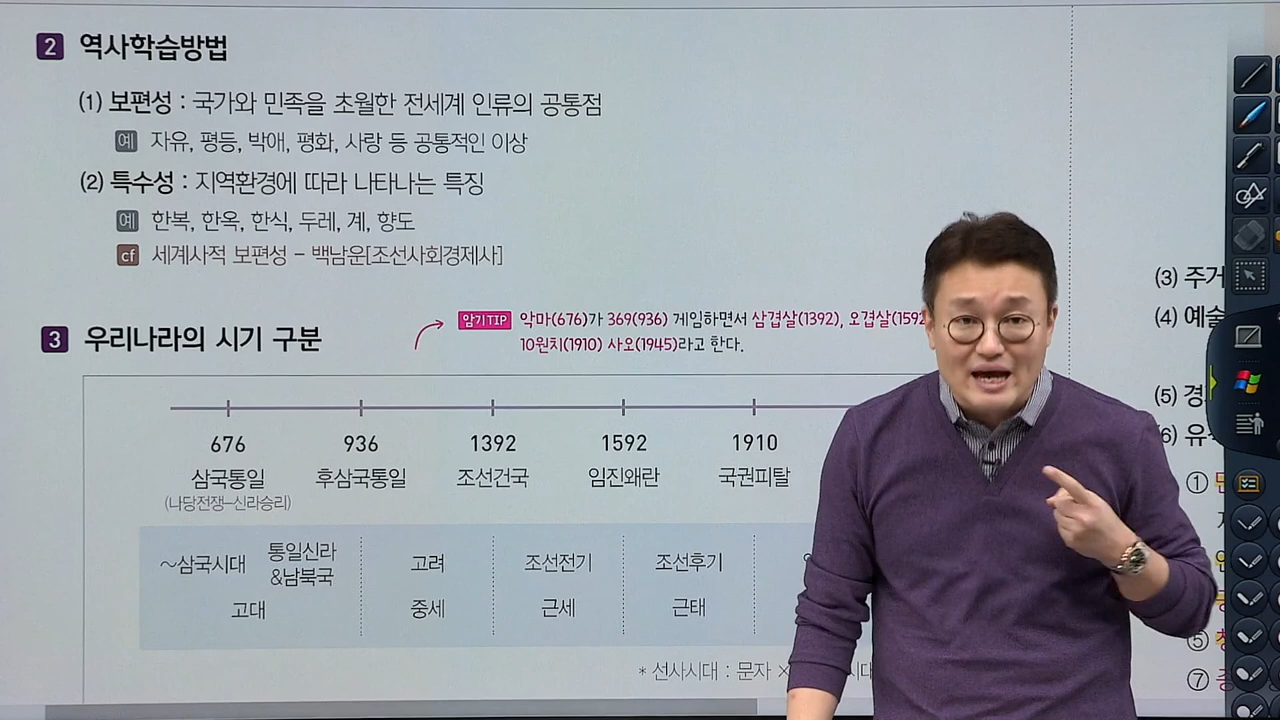 2 역사학습방법
(1) 보편성 : 국가와 민족을 초월한 전세계 인류의 공통점
예 자유, 평등, 박애, 평화, 사랑 등 공통적인 이상
(2) 특수성 : 지역환경에 따라 나타나는 특징
예 한복, 한옥, 한식, 두레, 계, 향도
cf 세계사적 보편성 - 백남운[조선사회경제사]
3 우리나라의 시기 구분
암기TIP 악마(676)가 369(936) 게임하면서 삼겹살(1392), 오겹살(1592
10원치(1910) 사오(1945)라고 한다.
676 936 1392 1592 1910
삼국통일 후삼국통일 조선건국 임진왜란 국권피탈
(나당전쟁-신라승리)
~삼국시대 통일신라 &남북국 고려 조선전기 조선후기
고대 중세 근세 근태
* 선사시대 : 문자 ×
(3) 주거
(4) 예술
(5)
(6)
①
⑤
⑦